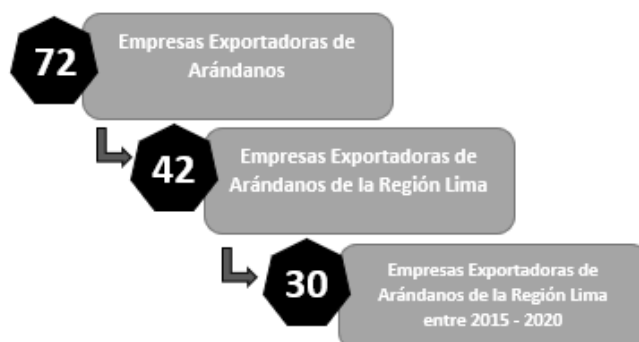 72
Empresas Exportadoras de
Arándanos
42
Empresas Exportadoras de
Arándanos de la Región Lima
30
Empresas Exportadoras de
Arándanos de la Región Lima
entre 2015 - 2020